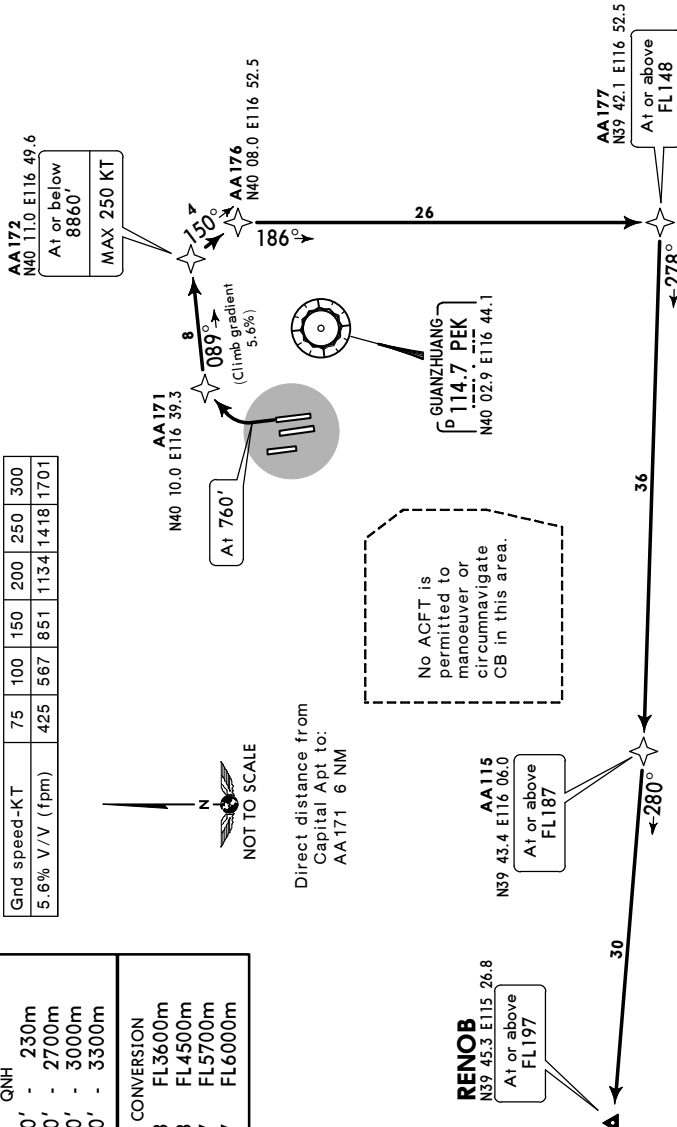 QNH
0' - 230m
0' - 2700m
0' - 3000m
0' - 3300m
CONVERSION
FL3600m
FL4500m
FL5700m
FL6000m
Gnd speed-KT 75 100 150 200 250 300
5.6% V/V (fpm) 425 567 851 1134 1418 1701
N
NOT TO SCALE
Direct distance from
Capital Apt to:
AA171 6 NM
AA172
N40 11.0 E116 49.6
At or below
8860'
MAX 250 KT
AA171
N40 10.0 E116 39.3
At 760'
8
089°
(Climb gradient
5.6%)
4
150°
AA176
N40 08.0 E116 52.5
186°
26
GUANZHUANG
P 114.7 PEK
N40 02.9 E116 44.1
No ACFT is
permitted to
manoeuver or
circumnavigate
CB in this area.
AA177
N39 42.1 E116 52.5
At or above
FL148
278°
36
AA115
N39 43.4 E116 06.0
At or above
FL187
280°
30
RENOB
N39 45.3 E115 26.8
At or above
FL197